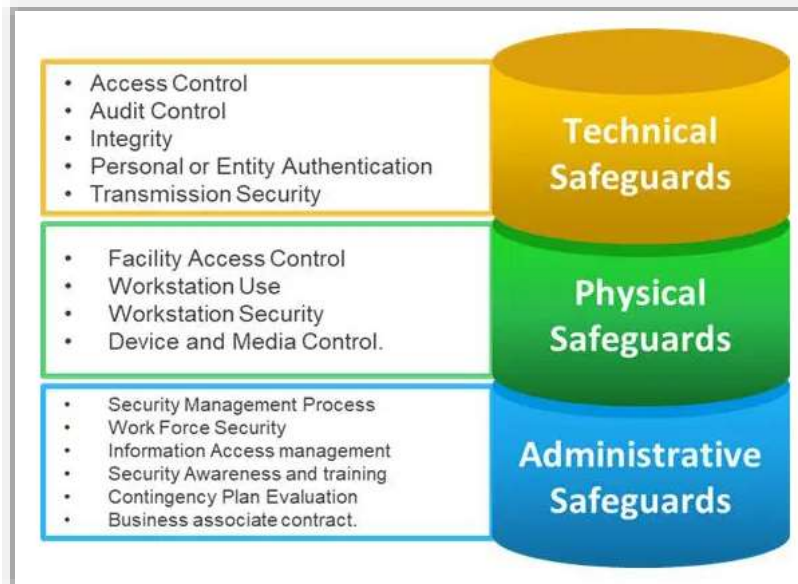 • Access Control
• Audit Control
• Integrity
• Personal or Entity Authentication
• Transmission Security
Technical
Safeguards
• Facility Access Control
• Workstation Use
• Workstation Security
• Device and Media Control.
Physical
Safeguards
• Security Management Process
• Work Force Security
• Information Access management
• Security Awareness and training
• Contingency Plan Evaluation
• Business associate contract.
Administrative
Safeguards